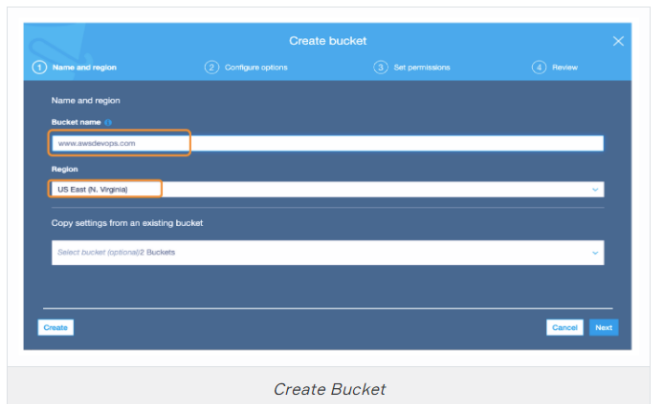 Create bucket
1 Name and region
2 Configure options
3 Set permissions
4 Review
Name and region
Bucket name
www.awsdevops.com
Region
US East (N. Virginia)
Copy settings from an existing bucket
Select bucket (optional)2 Buckets
Create
Cancel
Next
Create Bucket